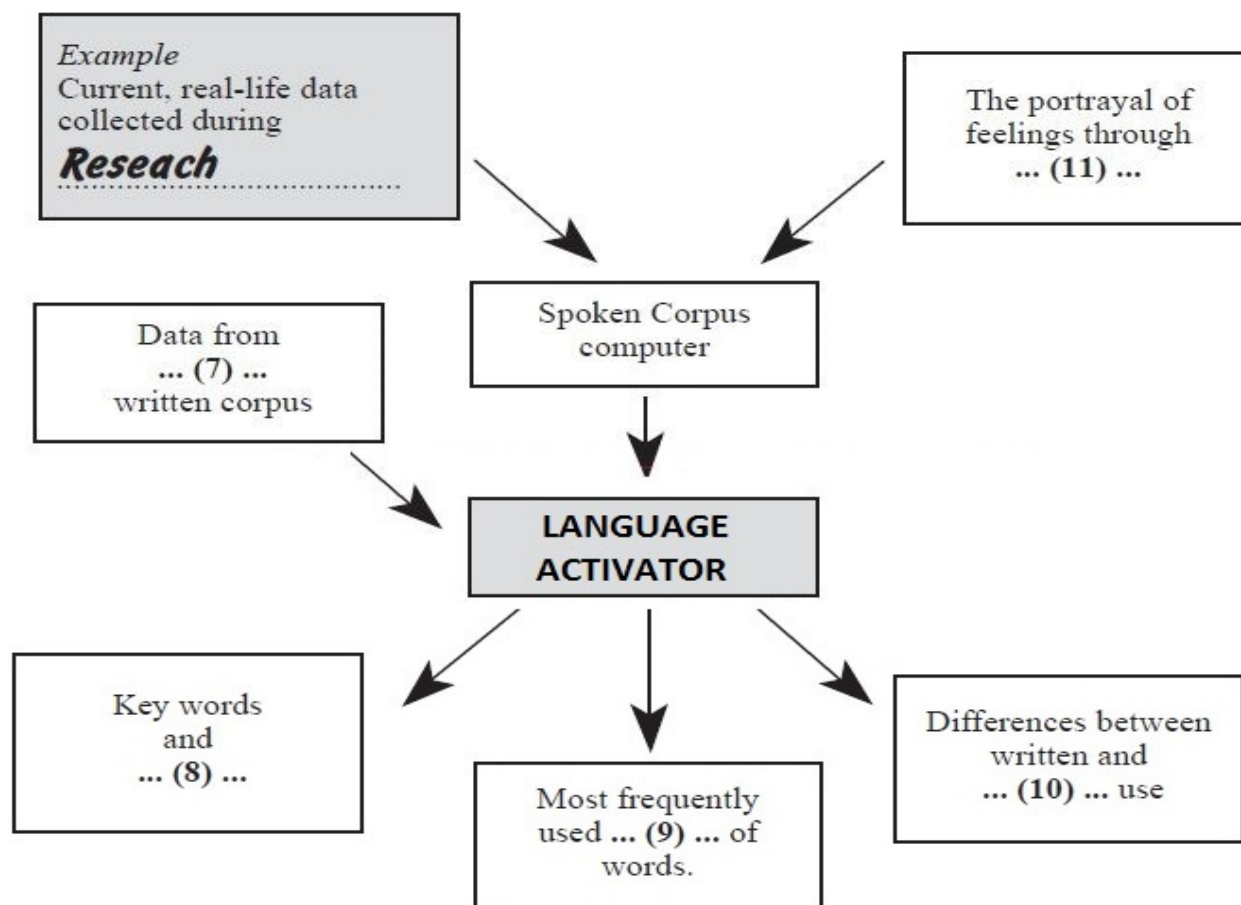 Example
Current, real-life data
collected during
Reseach
The portrayal of
feelings through
... (11) ...
Data from
... (7) ...
written corpus
Spoken Corpus
computer
LANGUAGE
ACTIVATOR
Key words
and
... (8) ...
Most frequently
used ... (9) ... of
words.
Differences between
written and
... (10) ... use